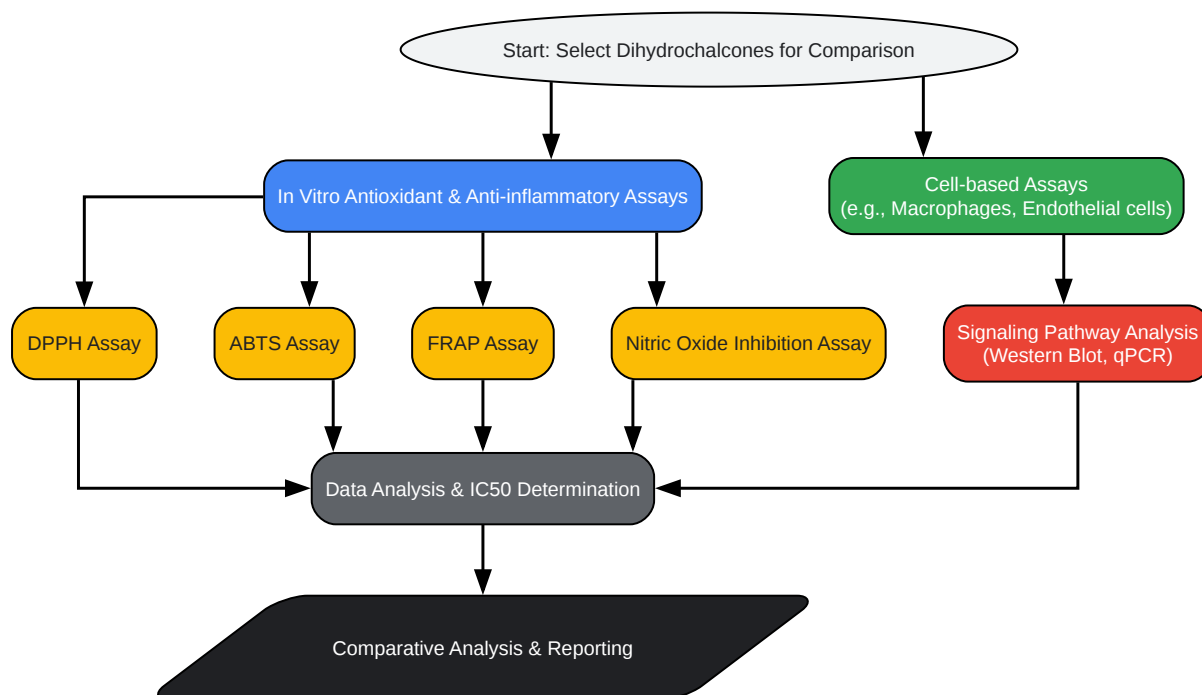 Start: Select Dihydrochalcones for Comparison
In Vitro Antioxidant & Anti-inflammatory Assays
Cell-based Assays
(e.g., Macrophages, Endothelial cells)
DPPH Assay
ABTS Assay
FRAP Assay
Nitric Oxide Inhibition Assay
Signaling Pathway Analysis
(Western Blot, qPCR)
Data Analysis & IC50 Determination
Comparative Analysis & Reporting